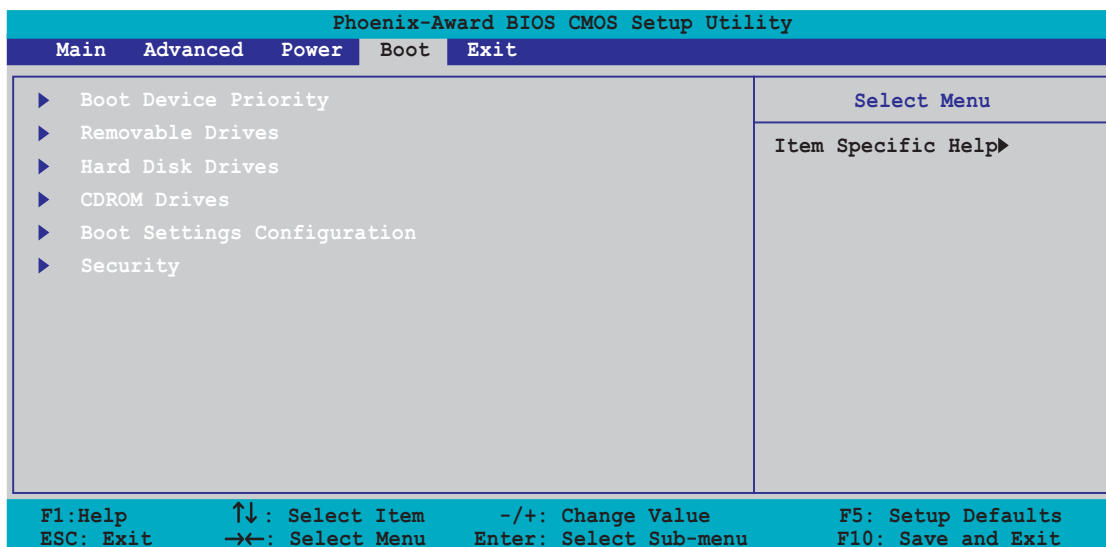 Phoenix-Award BIOS CMOS Setup Utility
Main Advanced Power Boot Exit
Boot Device Priority
Removable Drives
Hard Disk Drives
CDROM Drives
Boot Settings Configuration
Security
Select Menu
Item Specific Help
F1:Help ↑↓: Select Item -/+: Change Value F5: Setup Defaults
ESC: Exit →←: Select Menu Enter: Select Sub-menu F10: Save and Exit